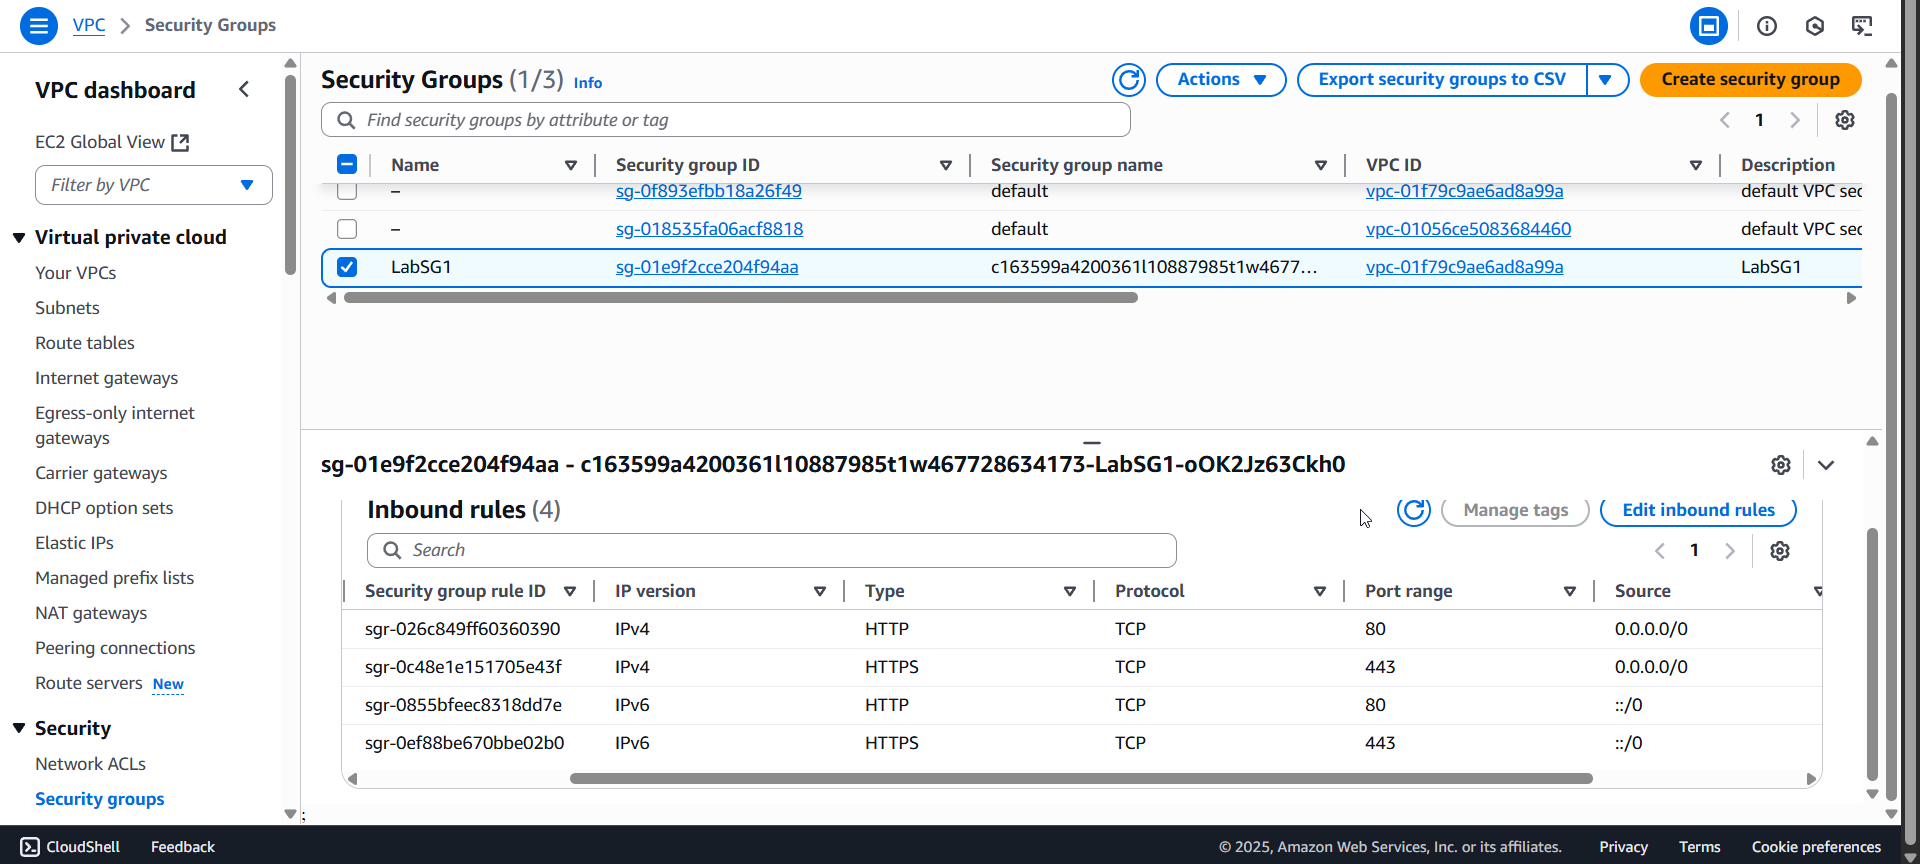 VPC > Security Groups
VPC dashboard
EC2 Global View
Filter by VPC
Virtual private cloud
Your VPCs
Subnets
Route tables
Internet gateways
Egress-only internet
gateways
Carrier gateways
DHCP option sets
Elastic IPs
Managed prefix lists
NAT gateways
Peering connections
Route servers New
Security
Network ACLs
Security groups
Security Groups (1/3) Info
Actions Export security groups to CSV Create security group
Find security groups by attribute or tag
1
Name Security group ID Security group name VPC ID Description
– sg-0f893efbb18a26f49 default vpc-01f79c9ae6ad8a99a default VPC sec
– sg-018535fa06acf8818 default vpc-01056ce5083684460 default VPC sec
LabSG1 sg-01e9f2cce204f94aa c163599a4200361l10887985t1w4677... vpc-01f79c9ae6ad8a99a LabSG1
sg-01e9f2cce204f94aa - c163599a4200361l10887985t1w467728634173-LabSG1-oOK2Jz63Ckh0
Inbound rules (4)
Manage tags Edit inbound rules
Search
1
Security group rule ID IP version Type Protocol Port range Source
sgr-026c849ff60360390 IPv4 HTTP TCP 80 0.0.0.0/0
sgr-0c48e1e151705e43f IPv4 HTTPS TCP 443 0.0.0.0/0
sgr-0855bfeec8318dd7e IPv6 HTTP TCP 80 ::/0
sgr-0ef88be670bbe02b0 IPv6 HTTPS TCP 443 ::/0
;
CloudShell Feedback © 2025, Amazon Web Services, Inc. or its affiliates. Privacy Terms Cookie preferences